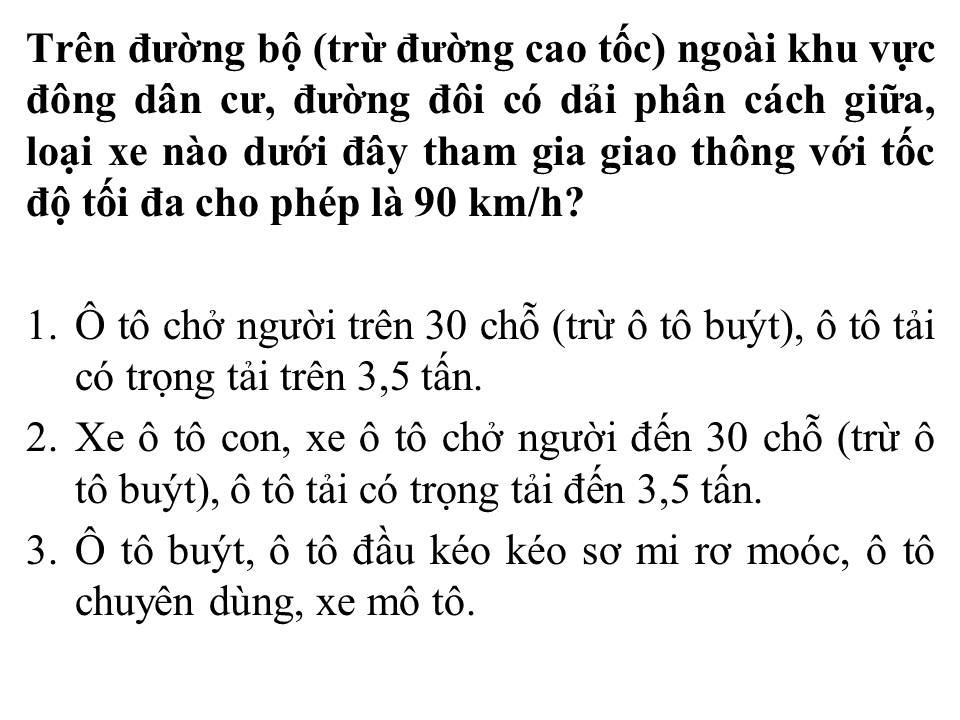 Trên đường bộ (trừ đường cao tốc) ngoài khu vực
đông dân cư, đường đôi có dải phân cách giữa,
loại xe nào dưới đây tham gia giao thông với tốc
độ tối đa cho phép là 90 km/h?
1. Ô tô chở người trên 30 chỗ (trừ ô tô buýt), ô tô tải
có trọng tải trên 3,5 tấn.
2. Xe ô tô con, xe ô tô chở người đến 30 chỗ (trừ ô
tô buýt), ô tô tải có trọng tải đến 3,5 tấn.
3. Ô tô buýt, ô tô đầu kéo kéo sơ mi rơ moóc, ô tô
chuyên dùng, xe mô tô.